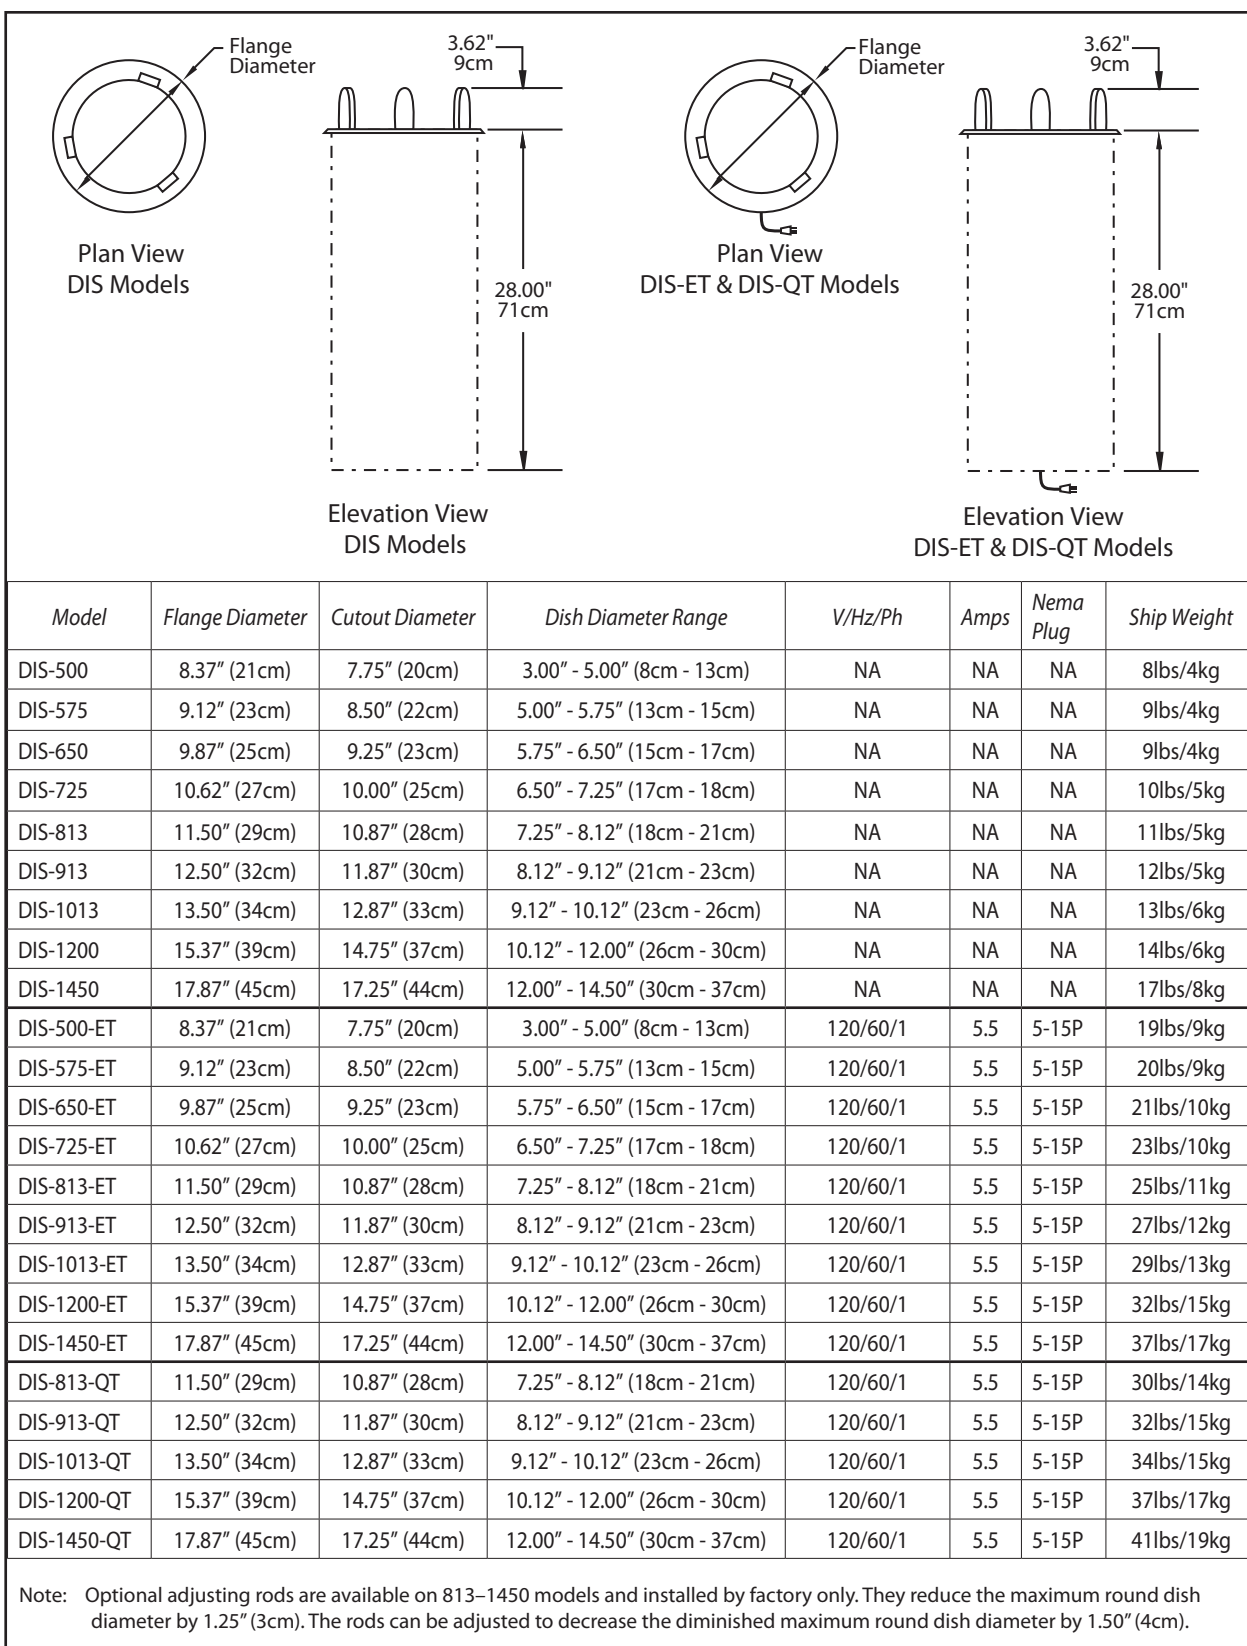 Flange
Diameter
3.62"
9cm
Flange
Diameter
3.62"
9cm
Plan View
DIS Models
28.00"
71cm
Plan View
DIS-ET & DIS-QT Models
28.00"
71cm
Elevation View
DIS Models
Elevation View
DIS-ET & DIS-QT Models
Model Flange Diameter Cutout Diameter Dish Diameter Range V/Hz/Ph Amps Nema Plug Ship Weight
DIS-500 8.37" (21cm) 7.75" (20cm) 3.00" - 5.00" (8cm - 13cm) NA NA NA 8lbs/4kg
DIS-575 9.12" (23cm) 8.50" (22cm) 5.00" - 5.75" (13cm - 15cm) NA NA NA 9lbs/4kg
DIS-650 9.87" (25cm) 9.25" (23cm) 5.75" - 6.50" (15cm - 17cm) NA NA NA 9lbs/4kg
DIS-725 10.62" (27cm) 10.00" (25cm) 6.50" - 7.25" (17cm - 18cm) NA NA NA 10lbs/5kg
DIS-813 11.50" (29cm) 10.87" (28cm) 7.25" - 8.12" (18cm - 21cm) NA NA NA 11lbs/5kg
DIS-913 12.50" (32cm) 11.87" (30cm) 8.12" - 9.12" (21cm - 23cm) NA NA NA 12lbs/5kg
DIS-1013 13.50" (34cm) 12.87" (33cm) 9.12" - 10.12" (23cm - 26cm) NA NA NA 13lbs/6kg
DIS-1200 15.37" (39cm) 14.75" (37cm) 10.12" - 12.00" (26cm - 30cm) NA NA NA 14lbs/6kg
DIS-1450 17.87" (45cm) 17.25" (44cm) 12.00" - 14.50" (30cm - 37cm) NA NA NA 17lbs/8kg
DIS-500-ET 8.37" (21cm) 7.75" (20cm) 3.00" - 5.00" (8cm - 13cm) 120/60/1 5.5 5-15P 19lbs/9kg
DIS-575-ET 9.12" (23cm) 8.50" (22cm) 5.00" - 5.75" (13cm - 15cm) 120/60/1 5.5 5-15P 20lbs/9kg
DIS-650-ET 9.87" (25cm) 9.25" (23cm) 5.75" - 6.50" (15cm - 17cm) 120/60/1 5.5 5-15P 21lbs/10kg
DIS-725-ET 10.62" (27cm) 10.00" (25cm) 6.50" - 7.25" (17cm - 18cm) 120/60/1 5.5 5-15P 23lbs/10kg
DIS-813-ET 11.50" (29cm) 10.87" (28cm) 7.25" - 8.12" (18cm - 21cm) 120/60/1 5.5 5-15P 25lbs/11kg
DIS-913-ET 12.50" (32cm) 11.87" (30cm) 8.12" - 9.12" (21cm - 23cm) 120/60/1 5.5 5-15P 27lbs/12kg
DIS-1013-ET 13.50" (34cm) 12.87" (33cm) 9.12" - 10.12" (23cm - 26cm) 120/60/1 5.5 5-15P 29lbs/13kg
DIS-1200-ET 15.37" (39cm) 14.75" (37cm) 10.12" - 12.00" (26cm - 30cm) 120/60/1 5.5 5-15P 32lbs/15kg
DIS-1450-ET 17.87" (45cm) 17.25" (44cm) 12.00" - 14.50" (30cm - 37cm) 120/60/1 5.5 5-15P 37lbs/17kg
DIS-813-QT 11.50" (29cm) 10.87" (28cm) 7.25" - 8.12" (18cm - 21cm) 120/60/1 5.5 5-15P 30lbs/14kg
DIS-913-QT 12.50" (32cm) 11.87" (30cm) 8.12" - 9.12" (21cm - 23cm) 120/60/1 5.5 5-15P 32lbs/15kg
DIS-1013-QT 13.50" (34cm) 12.87" (33cm) 9.12" - 10.12" (23cm - 26cm) 120/60/1 5.5 5-15P 34lbs/15kg
DIS-1200-QT 15.37" (39cm) 14.75" (37cm) 10.12" - 12.00" (26cm - 30cm) 120/60/1 5.5 5-15P 37lbs/17kg
DIS-1450-QT 17.87" (45cm) 17.25" (44cm) 12.00" - 14.50" (30cm - 37cm) 120/60/1 5.5 5-15P 41lbs/19kg
Note: Optional adjusting rods are available on 813–1450 models and installed by factory only. They reduce the maximum round dish
diameter by 1.25" (3cm). The rods can be adjusted to decrease the diminished maximum round dish diameter by 1.50" (4cm).